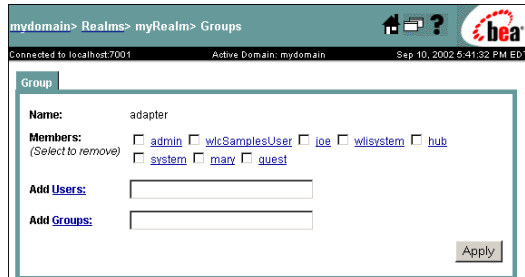 mydomain> Realms> myRealm> Groups
?
bea
Connected to localhost:7001 Active Domain: mydomain Sep 10, 2002 5:41:32 PM EDT
Group
Name: adapter
Members: admin wlcSamplesUser joe wlisystem hub
(Select to remove) system mary guest
Add Users:
Add Groups:
Apply